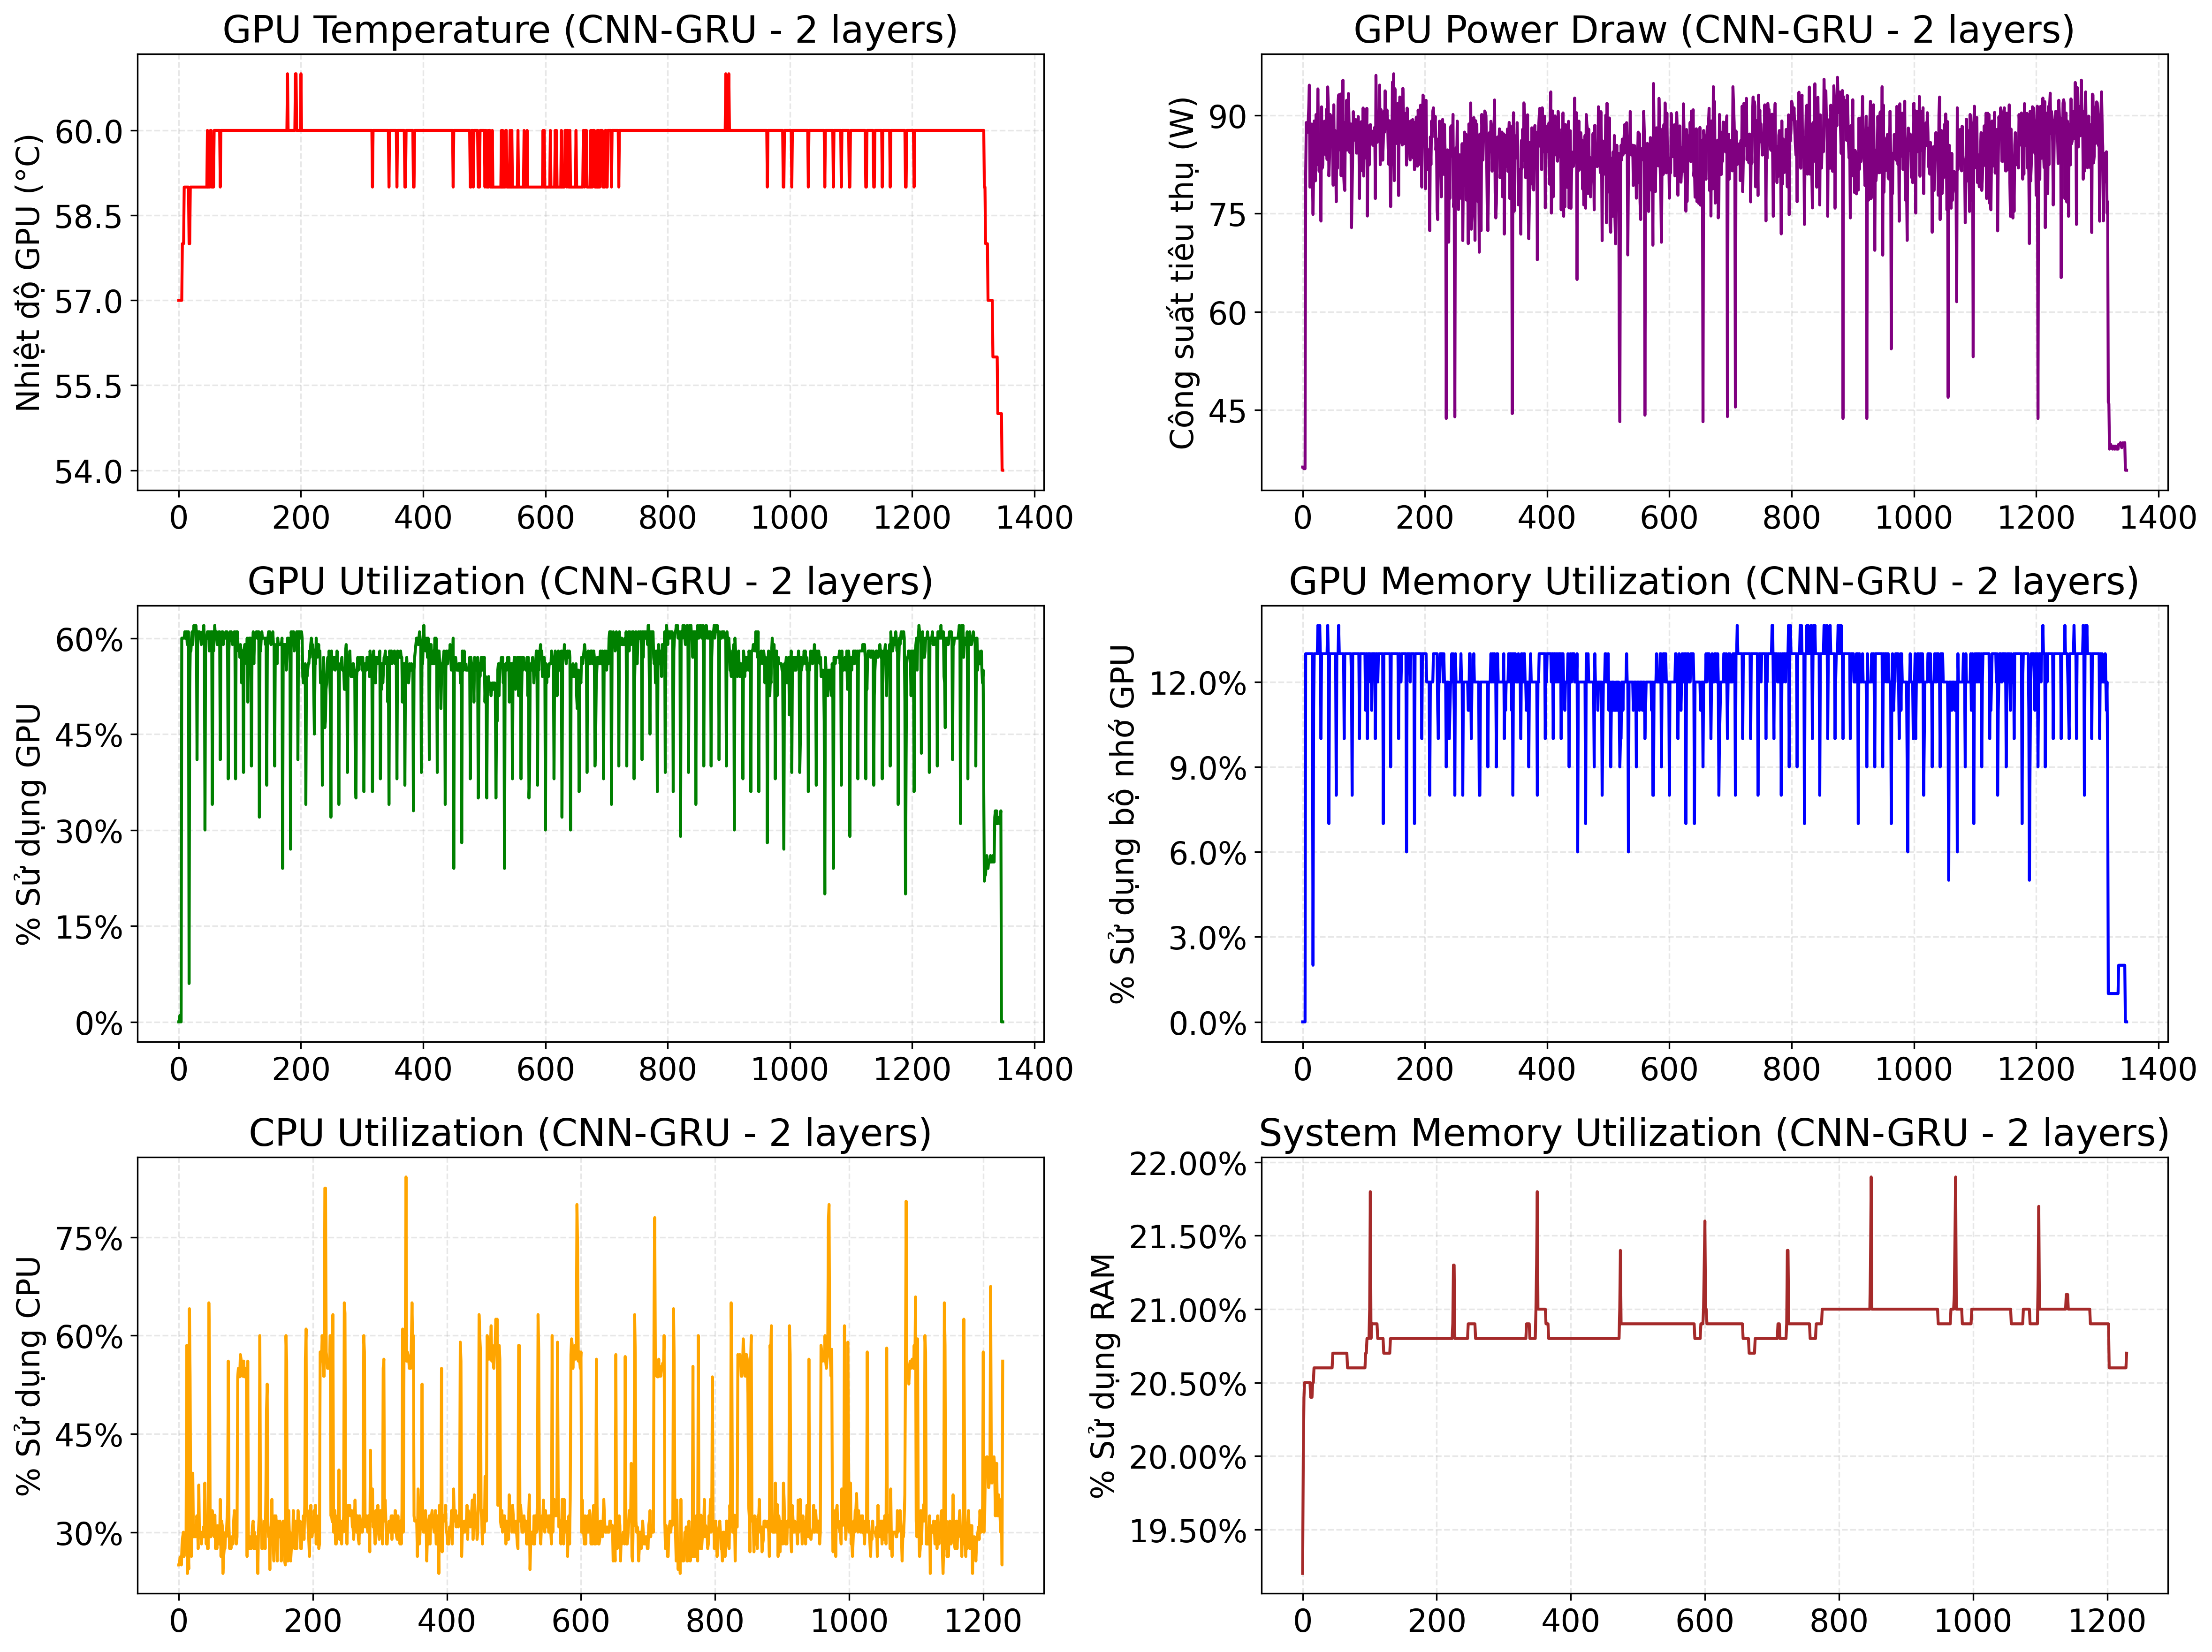 GPU Temperature (CNN-GRU - 2 layers)
Nhiệt độ GPU (°C)
60.0
58.5
57.0
55.5
54.0
0 200 400 600 800 1000 1200 1400
GPU Power Draw (CNN-GRU - 2 layers)
Công suất tiêu thụ (W)
90
75
60
45
0 200 400 600 800 1000 1200 1400
GPU Utilization (CNN-GRU - 2 layers)
% Sử dụng GPU
60%
45%
30%
15%
0%
0 200 400 600 800 1000 1200 1400
GPU Memory Utilization (CNN-GRU - 2 layers)
% Sử dụng bộ nhớ GPU
12.0%
9.0%
6.0%
3.0%
0.0%
0 200 400 600 800 1000 1200 1400
CPU Utilization (CNN-GRU - 2 layers)
% Sử dụng CPU
75%
60%
45%
30%
0 200 400 600 800 1000 1200
System Memory Utilization (CNN-GRU - 2 layers)
% Sử dụng RAM
22.00%
21.50%
21.00%
20.50%
20.00%
19.50%
0 200 400 600 800 1000 1200